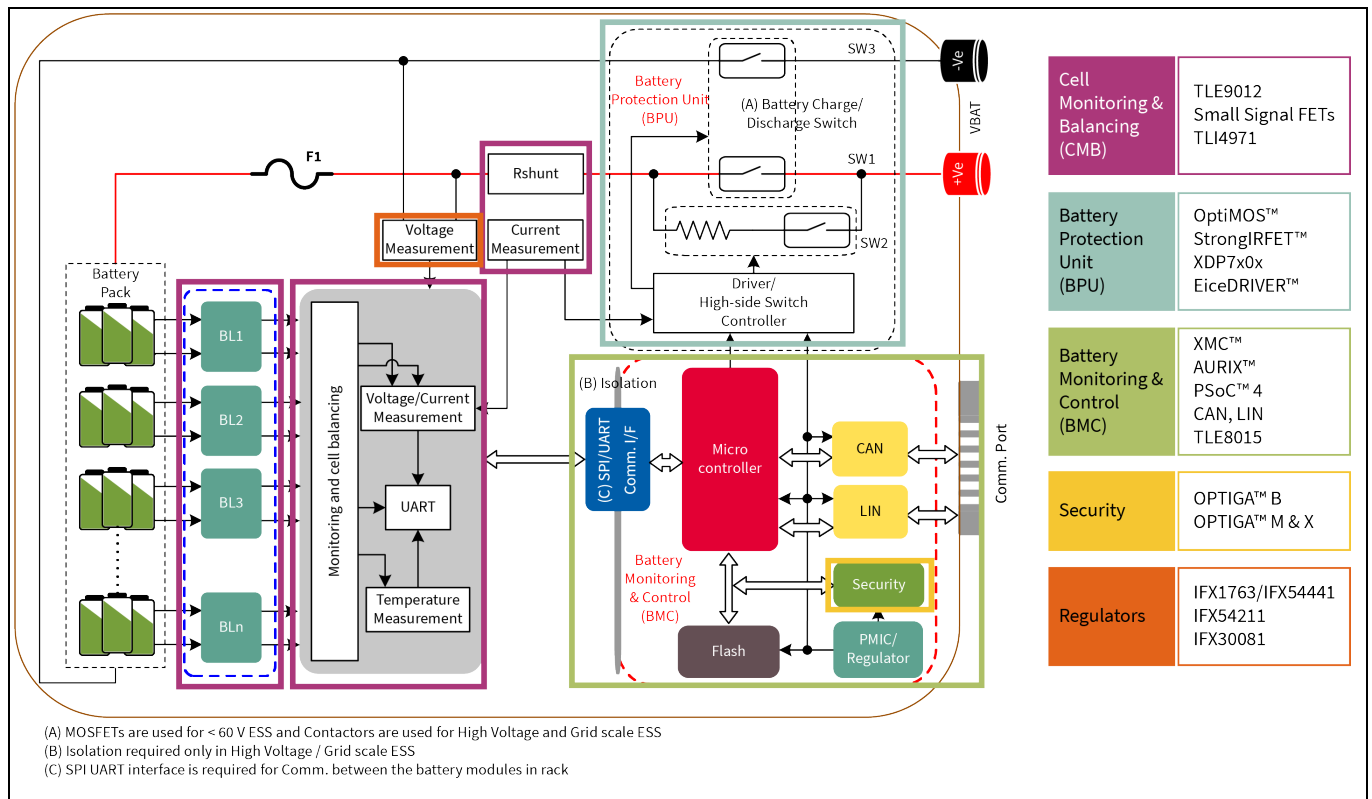 SW3
-Ve
Battery
Protection Unit
(BPU)
(A) Battery Charge/
Discharge Switch
VBAT
F1
Rshunt
SW1
+Ve
Voltage
Measurement
Current
Measurement
SW2
Battery
Pack
Driver/
High-side Switch
Controller
BL1
BL2
BL3
BLn
Monitoring and cell balancing
Voltage/Current
Measurement
UART
Temperature
Measurement
(B) Isolation
(C) SPI/UART
Comm. I/F
Micro
controller
CAN
LIN
Comm. Port
Battery
Monitoring
& Control
(BMC)
Security
Flash
PMIC/
Regulator
Cell
Monitoring &
Balancing
(CMB)
TLE9012
Small Signal FETs
TLI4971
Battery
Protection
Unit
(BPU)
OptiMOS™
StrongIRFET™
XDP7x0x
EiceDRIVER™
Battery
Monitoring &
Control
(BMC)
XMC™
AURIX™
PSoC™ 4
CAN, LIN
TLE8015
Security
OPTIGA™ B
OPTIGA™ M & X
Regulators
IFX1763/IFX54441
IFX54211
IFX30081
(A) MOSFETs are used for < 60 V ESS and Contactors are used for High Voltage and Grid scale ESS
(B) Isolation required only in High Voltage / Grid scale ESS
(C) SPI UART interface is required for Comm. between the battery modules in rack